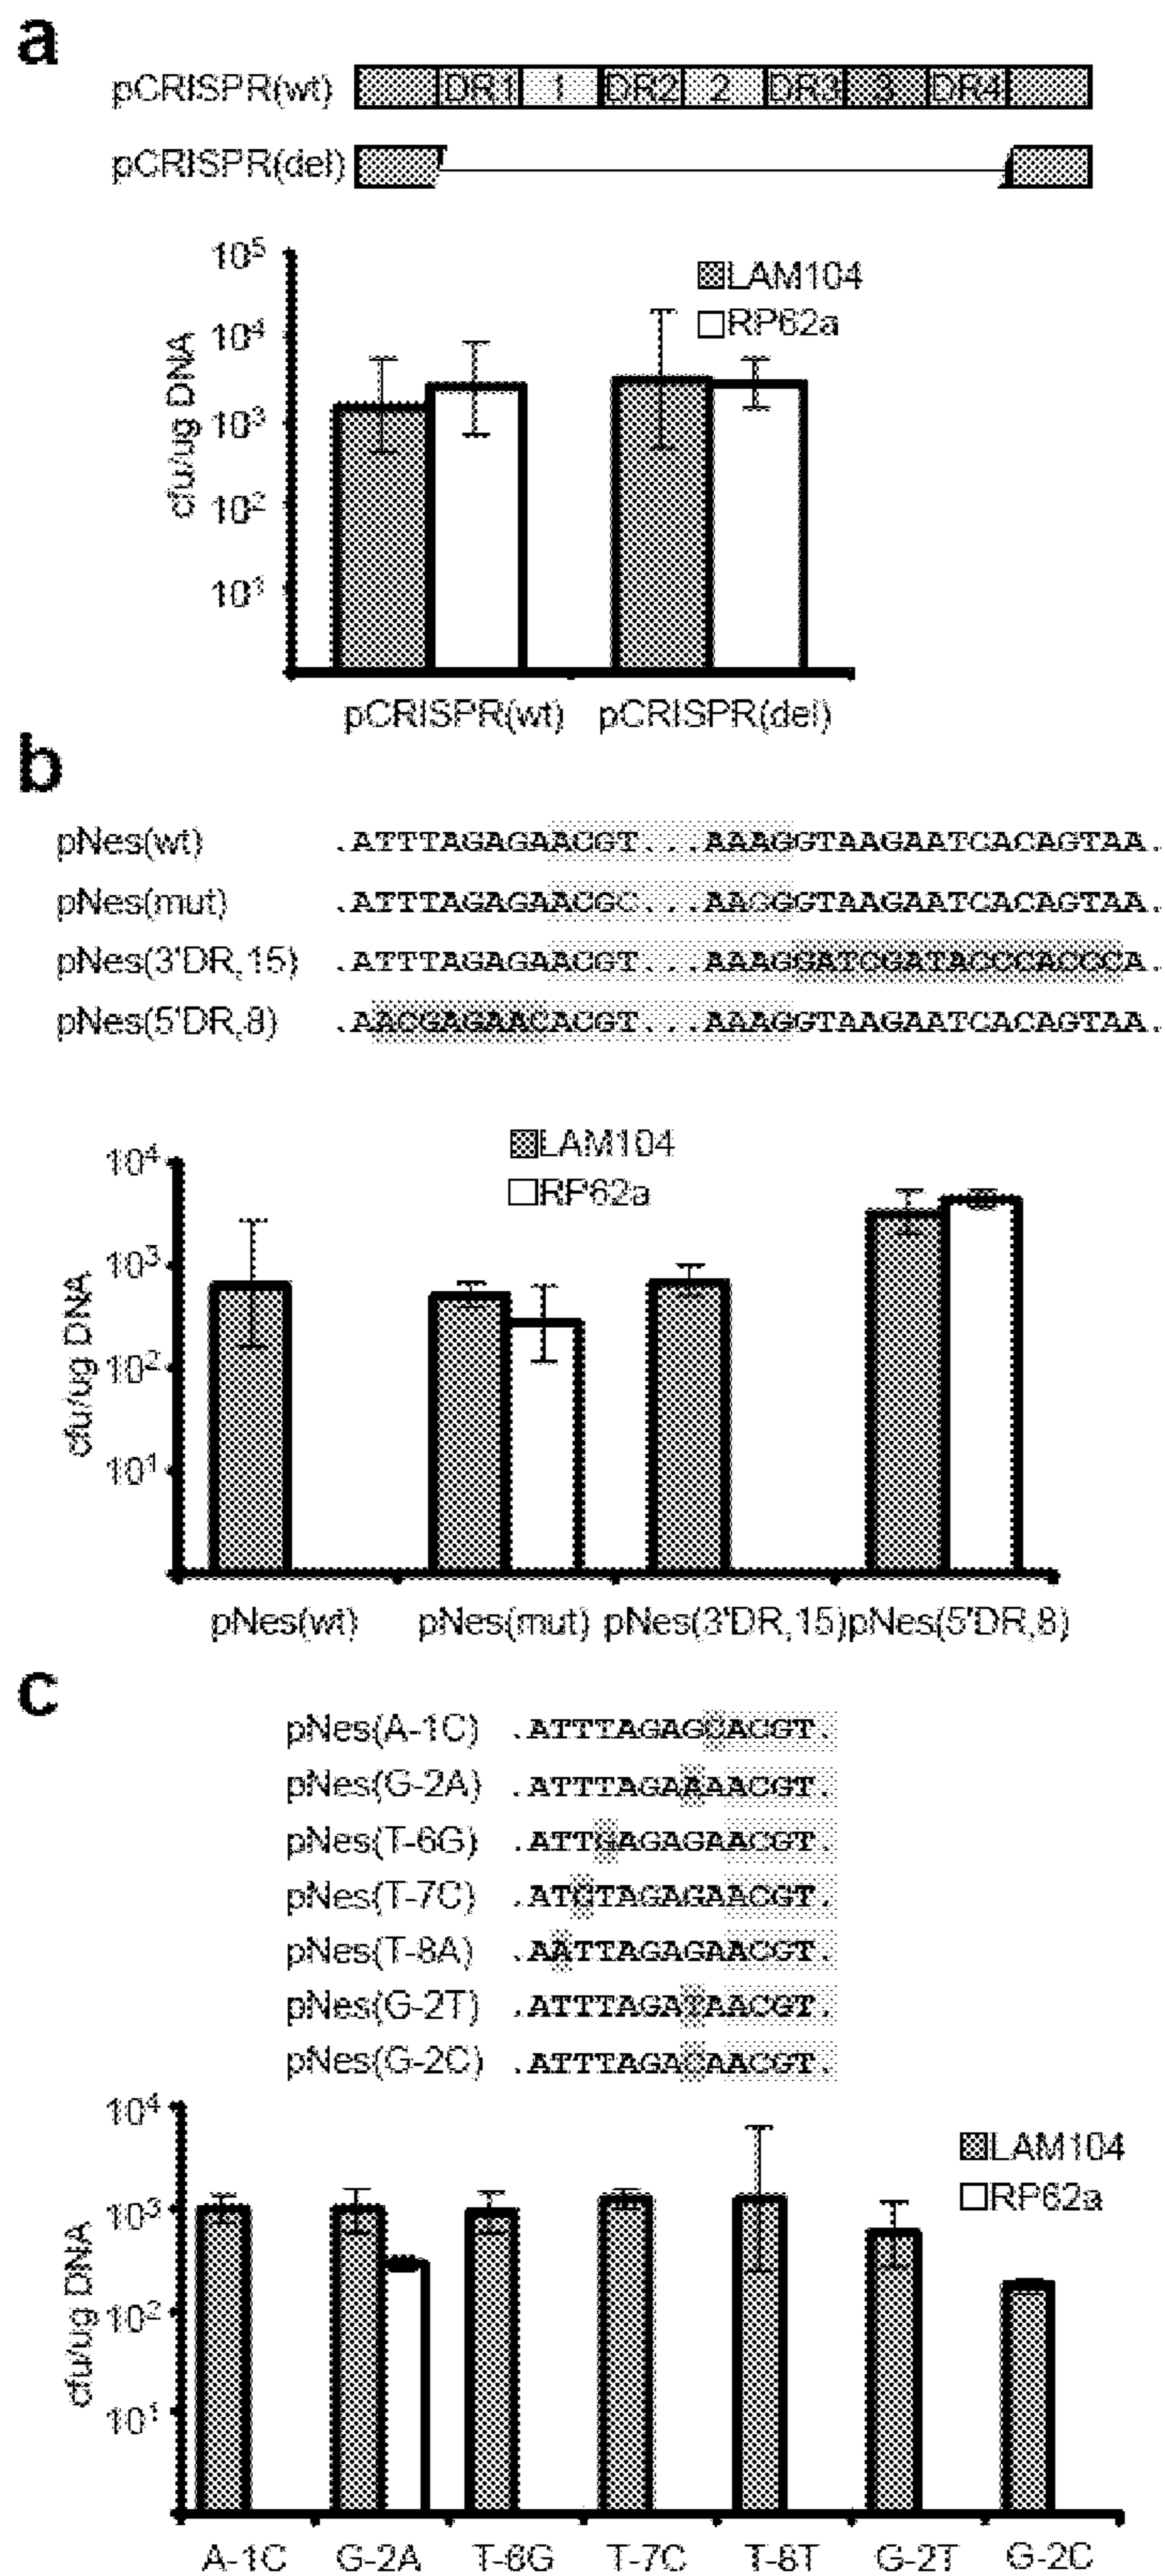 a
pCRISPR(wt) DR1 1 DR2 2 DR3 3 DR4
pCRISPR(del)
10⁵
10⁴
10³
10²
10¹
cfu/ug DNA
LAM104
RP62a
pCRISPR(wt) pCRISPR(del)
b
pNes(wt) .ATTTAGAGAACGT...AAAGGTAAGAATCACAGTAA.
pNes(mut) .ATTTAGAGAACGC...AACGGTAAGAATCACAGTAA.
pNes(3'DR,15) .ATTTAGAGAACGT...AAAGGATCGATACCCACCCA.
pNes(5'DR,8) .AACGAGAACACGT...AAAGGTAAGAATCACAGTAA.
LAM104
RP62a
10⁴
10³
10²
10¹
cfu/ug DNA
pNes(wt) pNes(mut) pNes(3'DR,15) pNes(5'DR,8)
c
pNes(A-1C) .ATTTAGAGCACGT.
pNes(G-2A) .ATTTAGAAAACGT.
pNes(T-6G) .ATTGAGAGAACGT.
pNes(T-7C) .ATGTAGAGAACGT.
pNes(T-8A) .AATTAGAGAACGT.
pNes(G-2T) .ATTTAGATAACGT.
pNes(G-2C) .ATTTAGACAACGT.
10⁴
10³
10²
10¹
cfu/ug DNA
LAM104
RP62a
A-1C G-2A T-6G T-7C T-8T G-2T G-2C